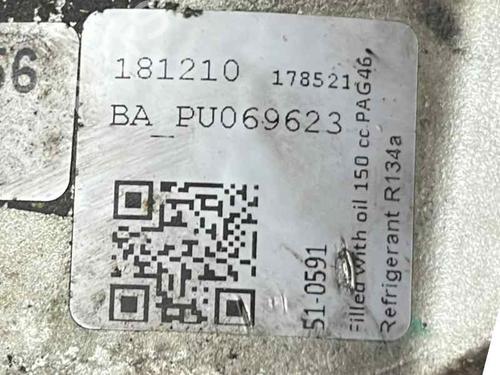 56
181210 178521
BA_PU069623
51-0591
Filled with oil 150 cc PAG46,
Refrigerant R134a